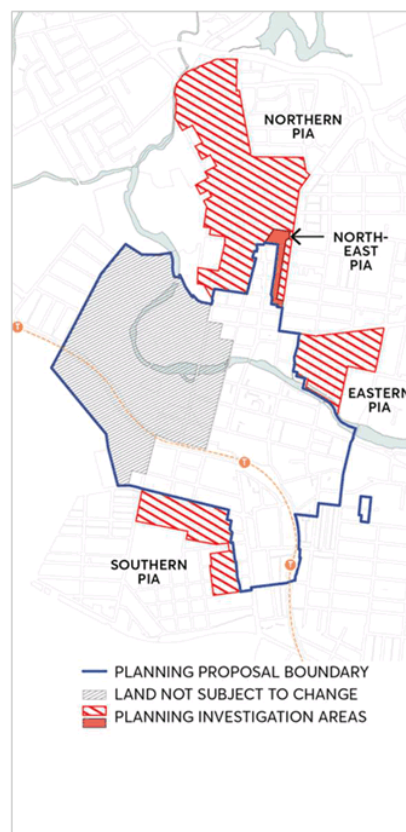 NORTHERN
PIA
NORTH-
EAST
PIA
EASTERN
PIA
SOUTHERN
PIA
T
T
T
PLANNING PROPOSAL BOUNDARY
LAND NOT SUBJECT TO CHANGE
PLANNING INVESTIGATION AREAS